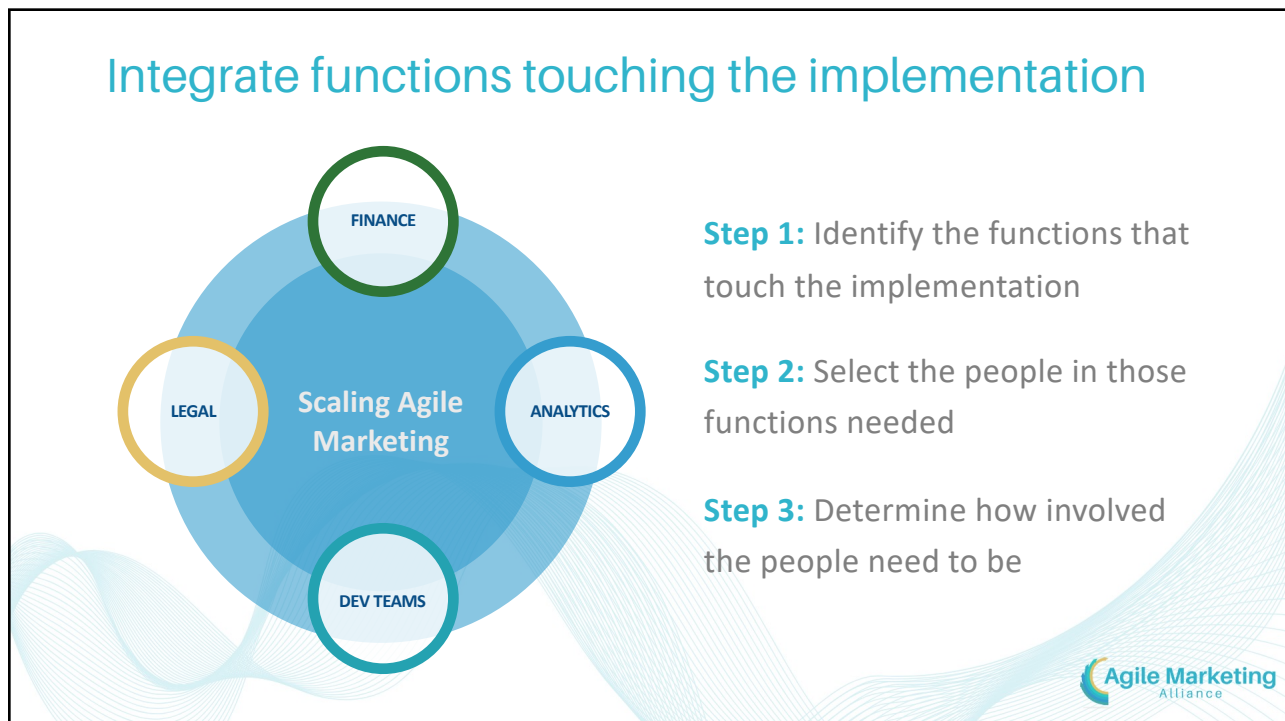 Integrate functions touching the implementation
FINANCE
LEGAL
Scaling Agile
Marketing
ANALYTICS
DEV TEAMS
Step 1: Identify the functions that
touch the implementation
Step 2: Select the people in those
functions needed
Step 3: Determine how involved
the people need to be
Agile Marketing
Alliance